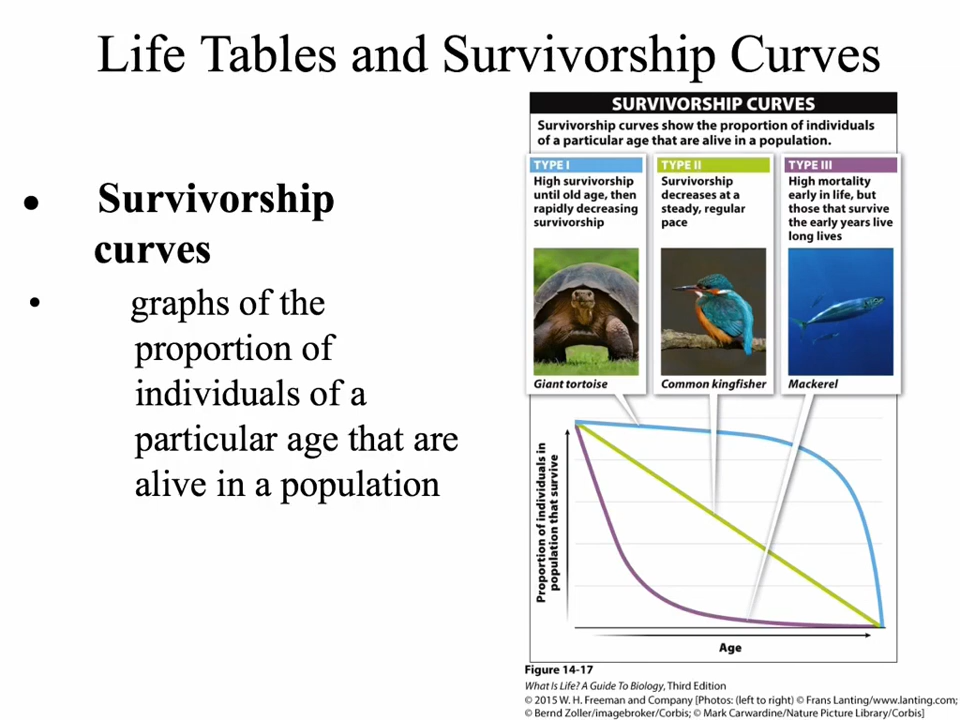 Life Tables and Survivorship Curves
• Survivorship
curves
• graphs of the
proportion of
individuals of a
particular age that are
alive in a population
SURVIVORSHIP CURVES
Survivorship curves show the proportion of individuals
of a particular age that are alive in a population.
TYPE I
High survivorship
until old age, then
rapidly decreasing
survivorship
Giant tortoise
TYPE II
Survivorship
decreases at a
steady, regular
pace
Common kingfisher
TYPE III
High mortality
early in life, but
those that survive
the early years live
long lives
Mackerel
Proportion of individuals in
population that survive
Age
Figure 14-17
What Is Life? A Guide To Biology, Third Edition
© 2015 W. H. Freeman and Company [Photos: (left to right) © Frans Lanting/www.lanting.com;
© Bernd Zoller/imagebroker/Corbis; © Mark Carwardine/Nature Picture Library/Corbis]